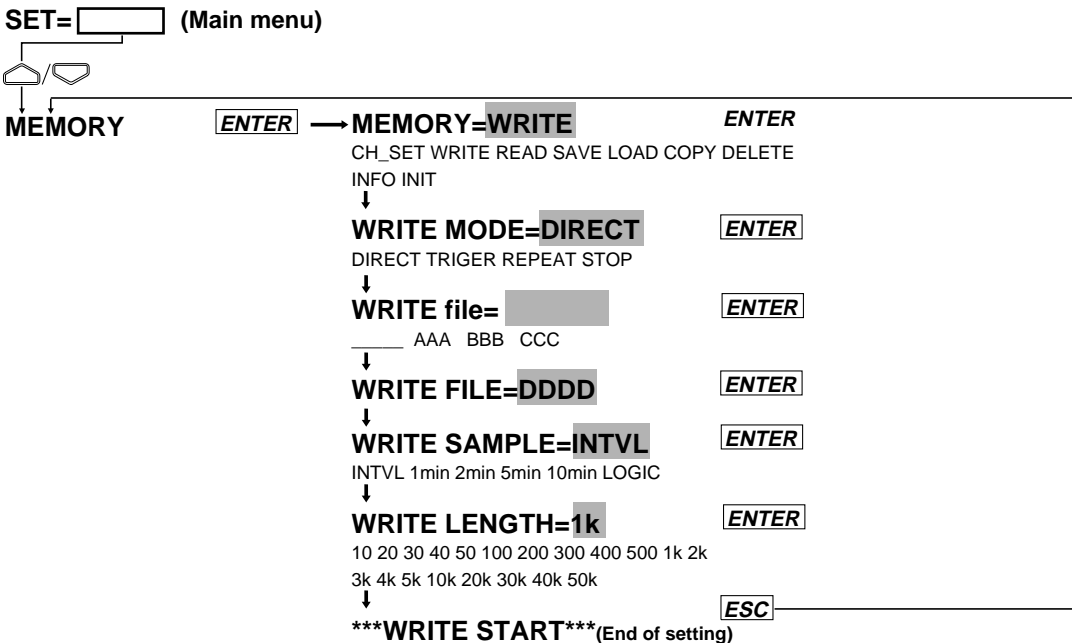 SET= (Main menu)
/
MEMORY ENTER MEMORY=WRITE ENTER
CH_SET WRITE READ SAVE LOAD COPY DELETE
INFO INIT
WRITE MODE=DIRECT ENTER
DIRECT TRIGER REPEAT STOP
WRITE file= ENTER
_____ AAA BBB CCC
WRITE FILE=DDDD ENTER
WRITE SAMPLE=INTVL ENTER
INTVL 1min 2min 5min 10min LOGIC
WRITE LENGTH=1k ENTER
10 20 30 40 50 100 200 300 400 500 1k 2k
3k 4k 5k 10k 20k 30k 40k 50k
ESC
***WRITE START***(End of setting)